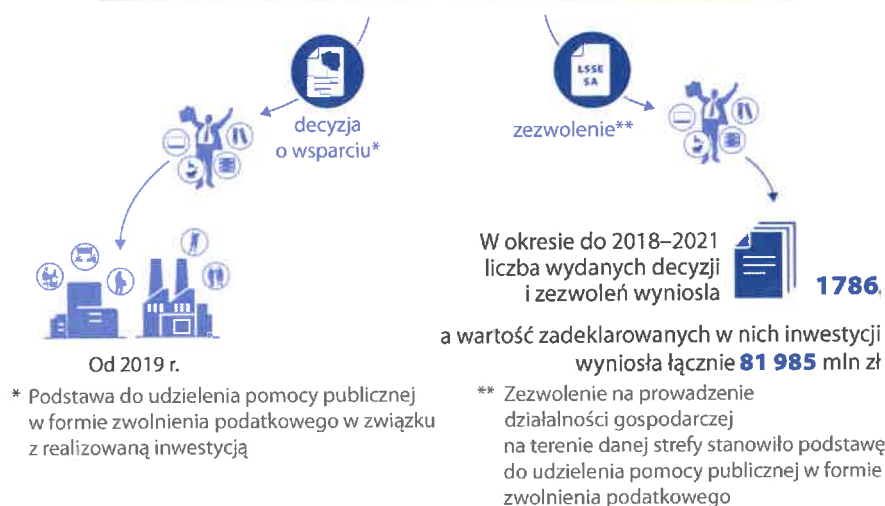 LSSE
SA
decyzja
o wsparciu*
zezwolenie**
W okresie do 2018–2021
liczba wydanych decyzji
i zezwoleń wyniosla
1786,
a wartość zadeklarowanych w nich inwestycji
wyniosła łącznie 81 985 mln zł
Od 2019 r.
* Podstawa do udzielenia pomocy publicznej
w formie zwolnienia podatkowego w związku
z realizowaną inwestycją
** Zezwolenie na prowadzenie
działalności gospodarczej
na terenie danej strefy stanowiło podstawę
do udzielenia pomocy publicznej w formie
zwolnienia podatkowego